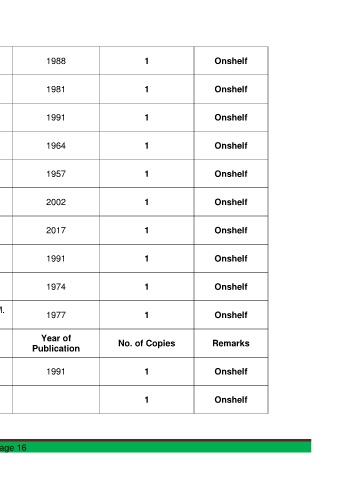 1988 1 Onshelf
1981 1 Onshelf
1991 1 Onshelf
1964 1 Onshelf
1957 1 Onshelf
2002 1 Onshelf
2017 1 Onshelf
1991 1 Onshelf
1974 1 Onshelf
M.
1977 1 Onshelf
Year of
Publication No. of Copies Remarks
1991 1 Onshelf
1 Onshelf
age 16